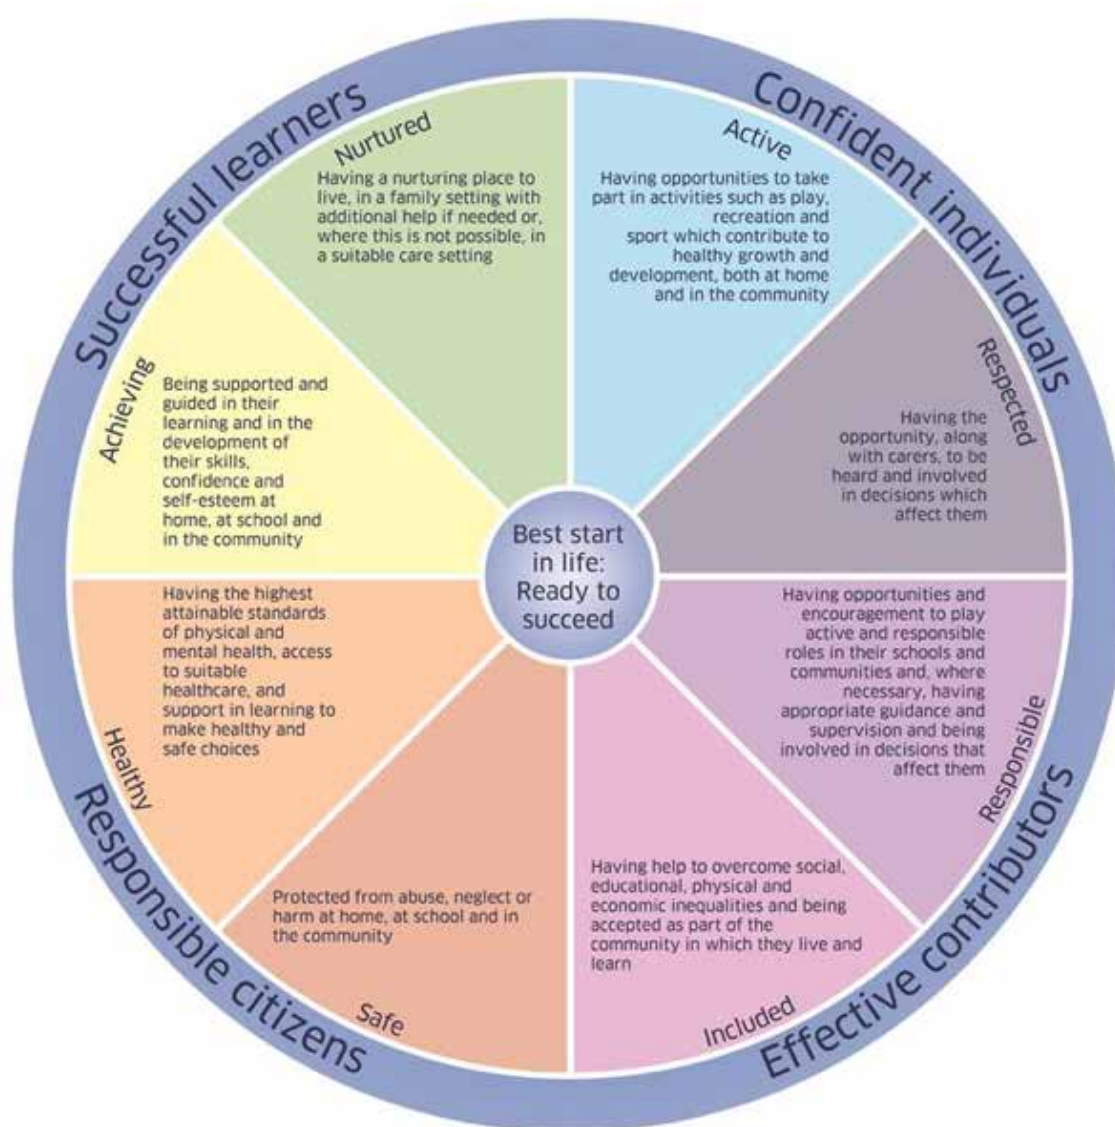 Successful learners
Confident individuals
Nurtured
Having a nurturing place to
live, in a family setting with
additional help if needed or,
where this is not possible, in
a suitable care setting
Active
Having opportunities to take
part in activities such as play,
recreation and
sport which contribute to
healthy growth and
development, both at home
and in the community
Achieving
Being supported and
guided in their
learning and in the
development of
their skills,
confidence and
self-esteem at
home, at school and
in the community
Respected
Having the
opportunity, along
with carers, to be
heard and involved
in decisions which
affect them
Best start
in life:
Ready to
succeed
Having the highest
attainable standards
of physical and
mental health, access
to suitable
healthcare, and
support in learning to
make healthy and
safe choices
Healthy
Having opportunities and
encouragement to play
active and responsible
roles in their schools and
communities and, where
necessary, having
appropriate guidance and
supervision and being
involved in decisions that
affect them
Responsible
Protected from abuse, neglect or
harm at home, at school and in
the community
Safe
Having help to overcome social,
educational, physical and
economic inequalities and being
accepted as part of the
community in which they live and
learn
Included
Responsible citizens
Effective contributors